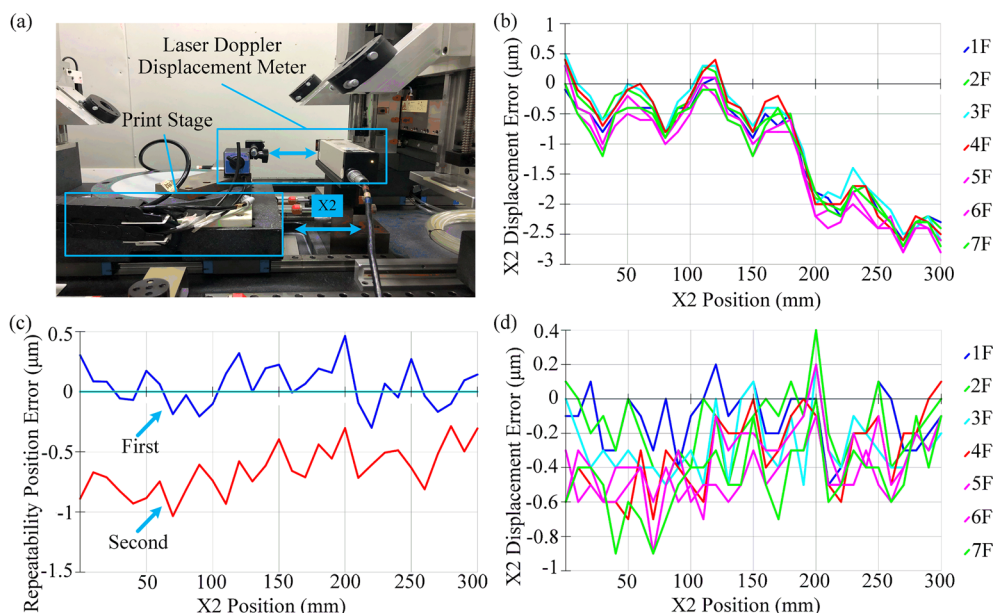 (a)
Laser Doppler
Displacement Meter
Print Stage
X2
(b)
X2 Displacement Error (μm)
1
0.5
0
-0.5
-1
-1.5
-2
-2.5
-3
50
100
150
200
250
300
X2 Position (mm)
1F
2F
3F
4F
5F
6F
7F
(c)
Repeatability Position Error (μm)
0.5
0
-0.5
-1
-1.5
First
Second
50
100
150
200
250
300
X2 Position (mm)
(d)
X2 Displacement Error (μm)
0.4
0.2
0
-0.2
-0.4
-0.6
-0.8
-1
50
100
150
200
250
300
X2 Position (mm)
1F
2F
3F
4F
5F
6F
7F